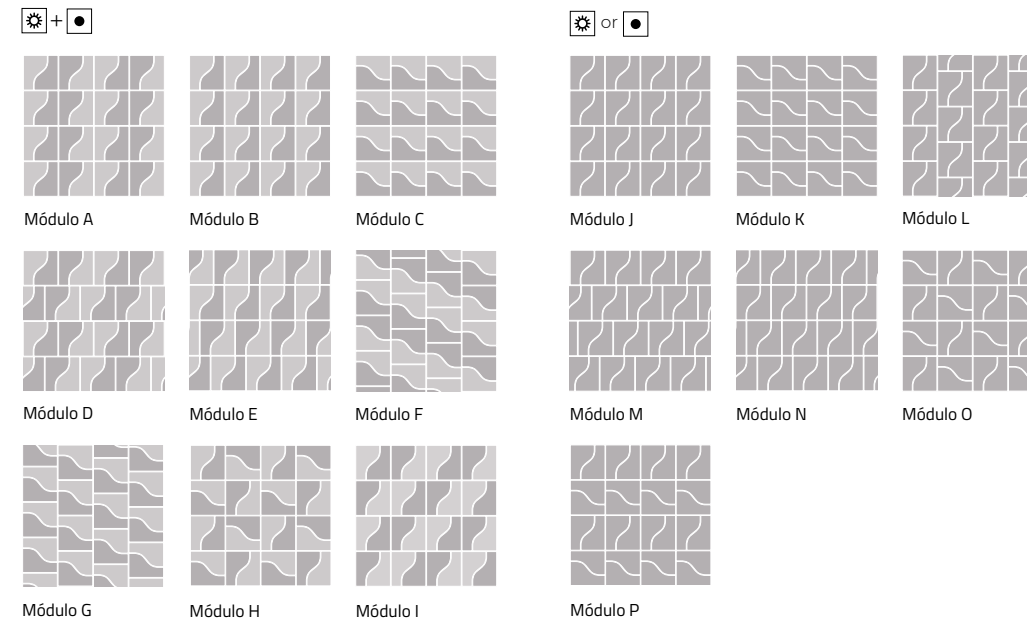 +
or
Módulo A
Módulo B
Módulo C
Módulo J
Módulo K
Módulo L
Módulo D
Módulo E
Módulo F
Módulo M
Módulo N
Módulo O
Módulo G
Módulo H
Módulo I
Módulo P